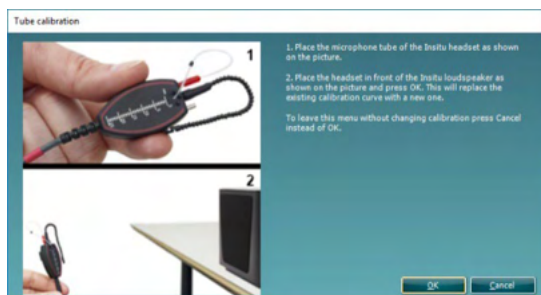 Tube calibration
1
1. Place the microphone tube of the Insitu headset as shown
on the picture.
2. Place the headset in front of the Insitu loudspeaker as
shown on the picture and press OK. This will replace the
existing calibration curve with a new one.
To leave this menu without changing calibration press Cancel
instead of OK.
2
OK
Cancel